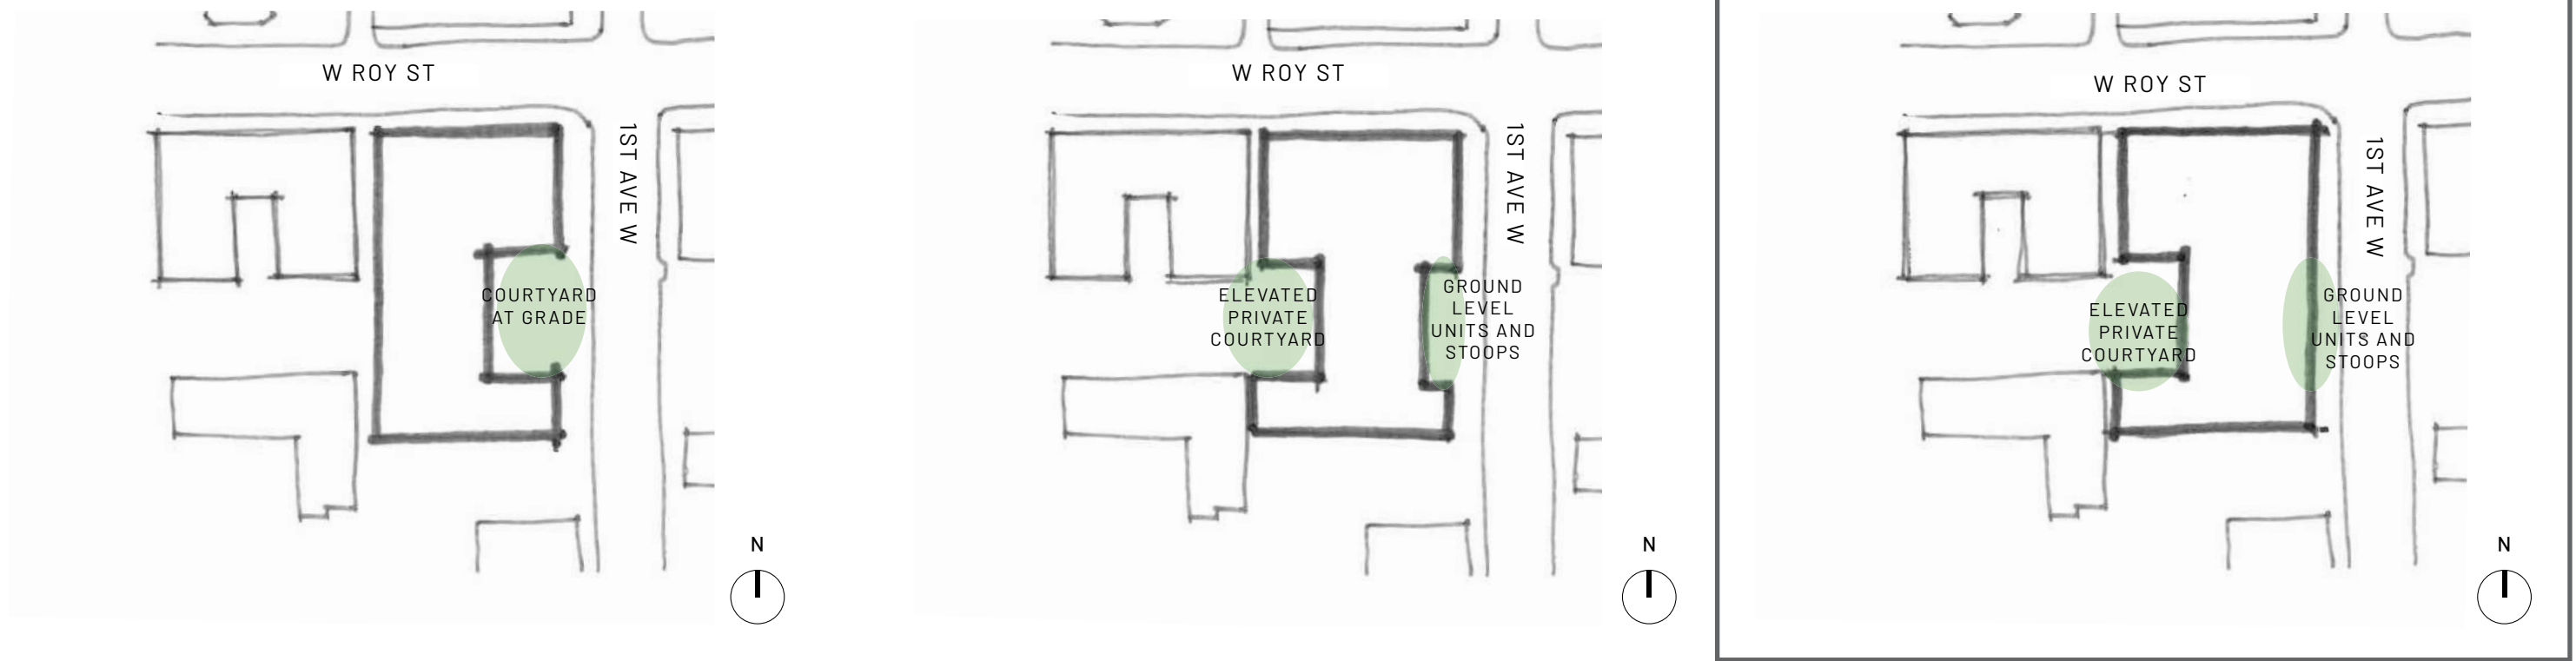 W ROY ST
1ST AVE W
COURTYARD
AT GRADE
N
W ROY ST
1ST AVE W
ELEVATED
PRIVATE
COURTYARD
GROUND
LEVEL
UNITS AND
STOOPS
N
W ROY ST
1ST AVE W
ELEVATED
PRIVATE
COURTYARD
GROUND
LEVEL
UNITS AND
STOOPS
N